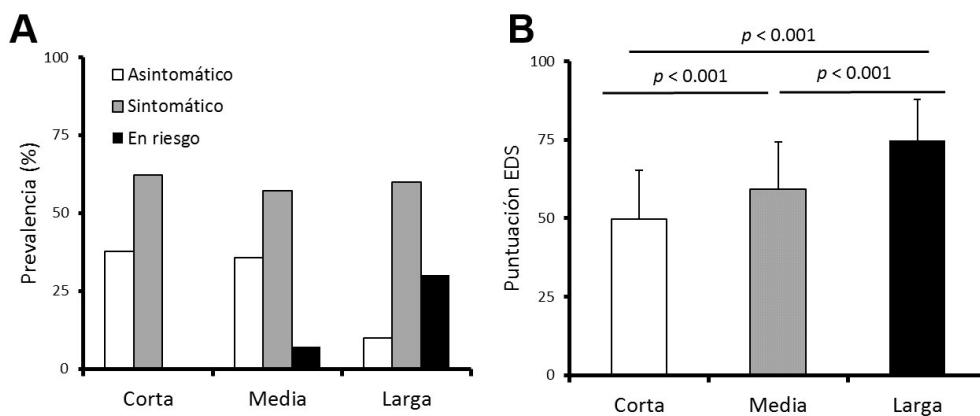 A
100
75
50
25
0
Prevalencia (%)
Asintomático
Sintomático
En riesgo
Corta
Media
Larga
B
p < 0.001
p < 0.001
p < 0.001
100
75
50
25
0
Puntuación EDS
Corta
Media
Larga